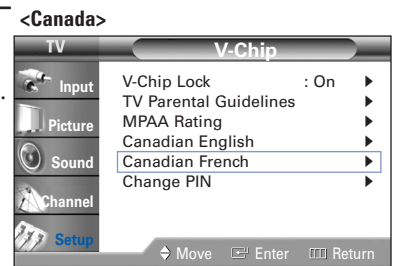 <Canada>
TV
V-Chip
Input
Picture
Sound
Channel
Setup
V-Chip Lock : On
TV Parental Guidelines
MPAA Rating
Canadian English
Canadian French
Change PIN
Move Enter Return